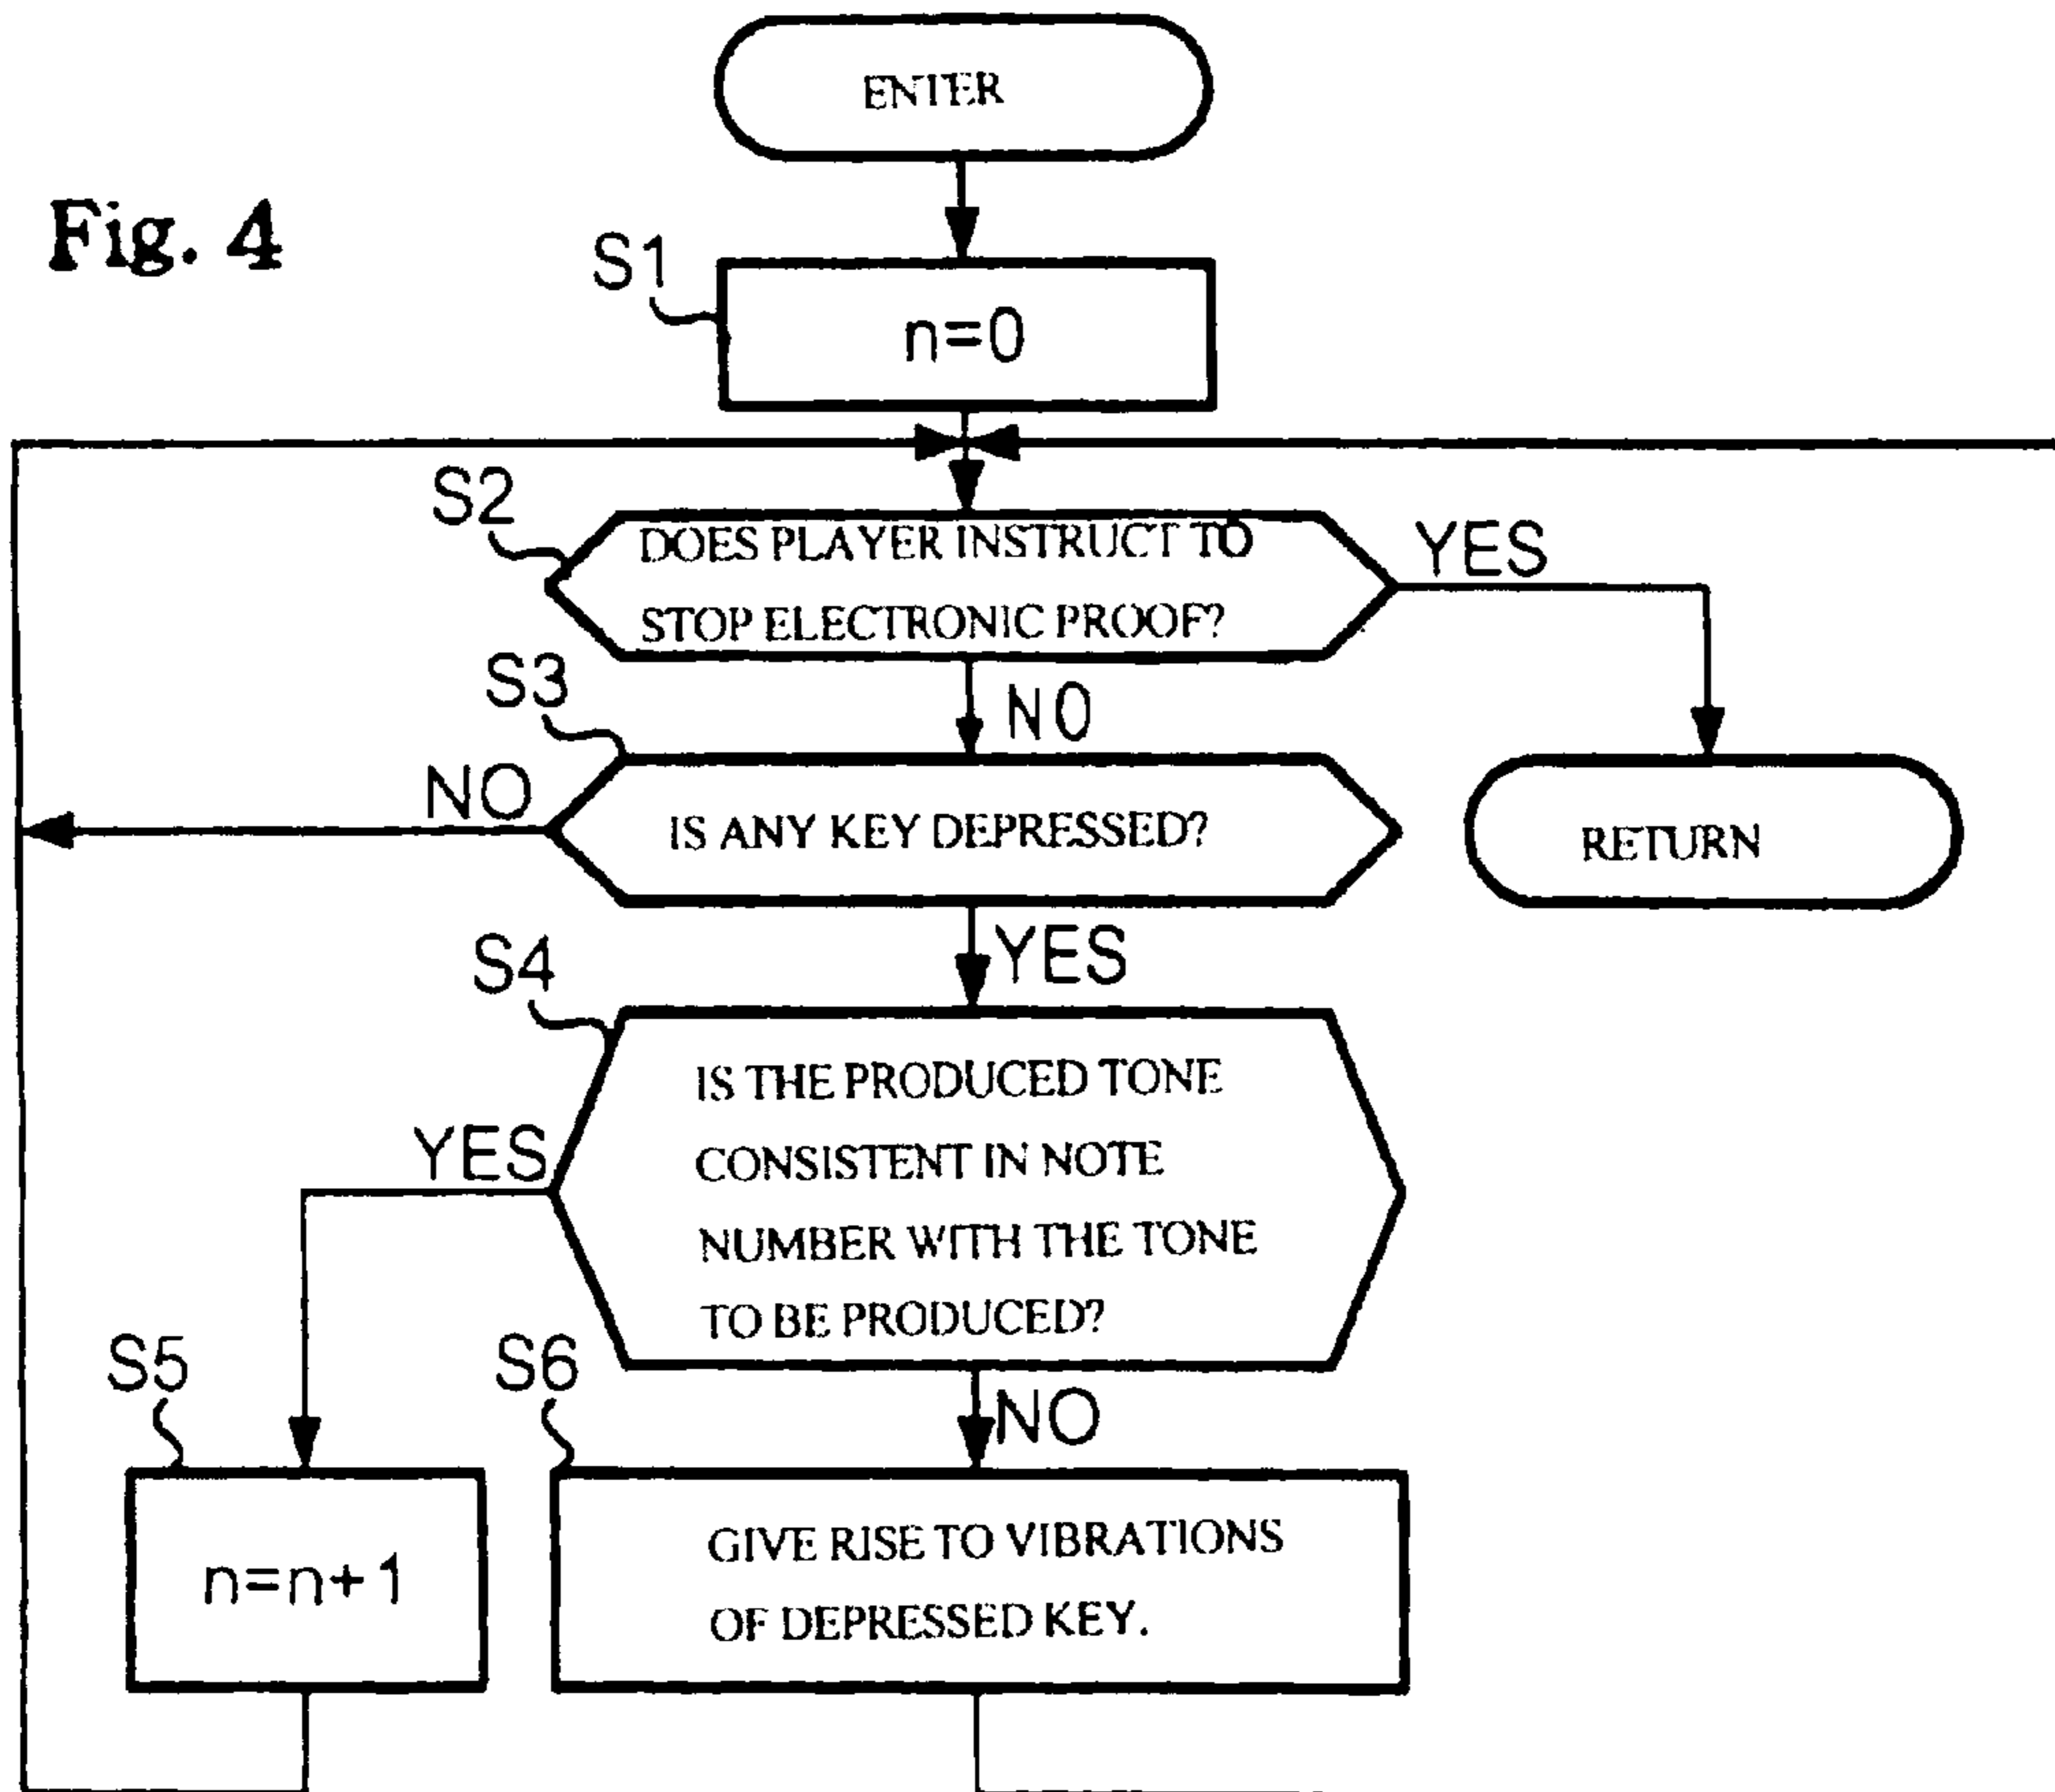 ENTER
Fig. 4
S1
n=0
S2
DOES PLAYER INSTRUCT TO
STOP ELECTRONIC PROOF?
YES
S3
NO
NO
IS ANY KEY DEPRESSED?
RETURN
YES
S4
IS THE PRODUCED TONE
CONSISTENT IN NOTE
NUMBER WITH THE TONE
TO BE PRODUCED?
YES
S5
S6
NO
n=n+1
GIVE RISE TO VIBRATIONS
OF DEPRESSED KEY.